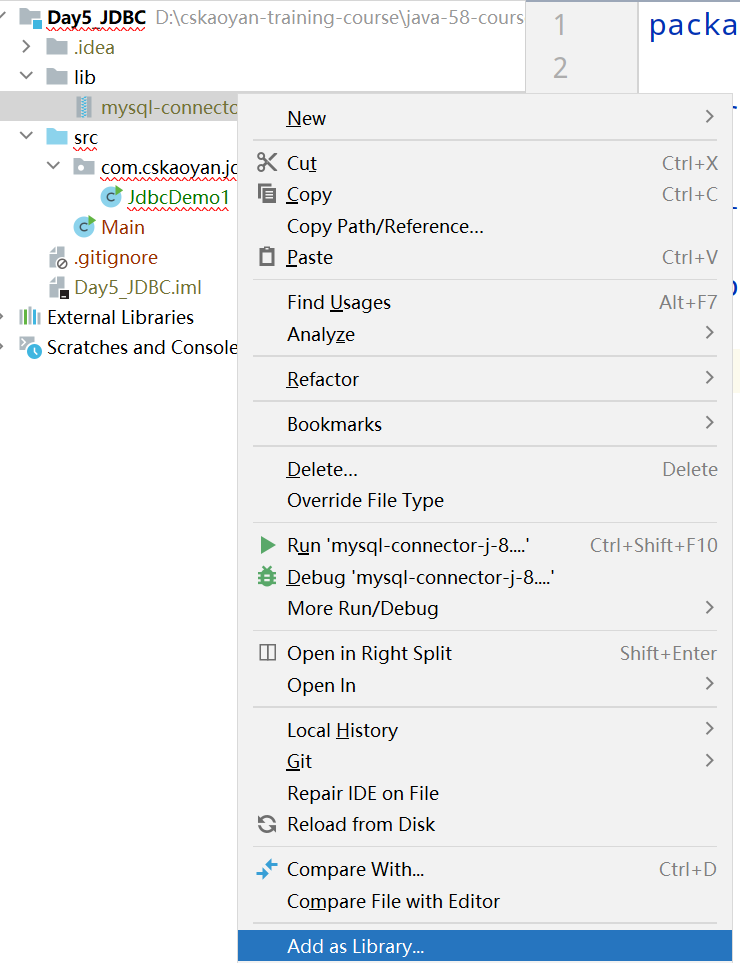 Day5_JDBC D:\cskaoyan-training-course\java-58-cours
.idea
lib
mysql-connecto
src
com.cskaoyan.jc
JdbcDemo1
Main
.gitignore
Day5_JDBC.iml
External Libraries
Scratches and Console
1 packa
2
New
Cut Ctrl+X
Copy Ctrl+C
Copy Path/Reference...
Paste Ctrl+V
Find Usages Alt+F7
Analyze
Refactor
Bookmarks
Delete... Delete
Override File Type
Run 'mysql-connector-j-8....' Ctrl+Shift+F10
Debug 'mysql-connector-j-8....'
More Run/Debug
Open in Right Split Shift+Enter
Open In
Local History
Git
Repair IDE on File
Reload from Disk
Compare With... Ctrl+D
Compare File with Editor
Add as Library...